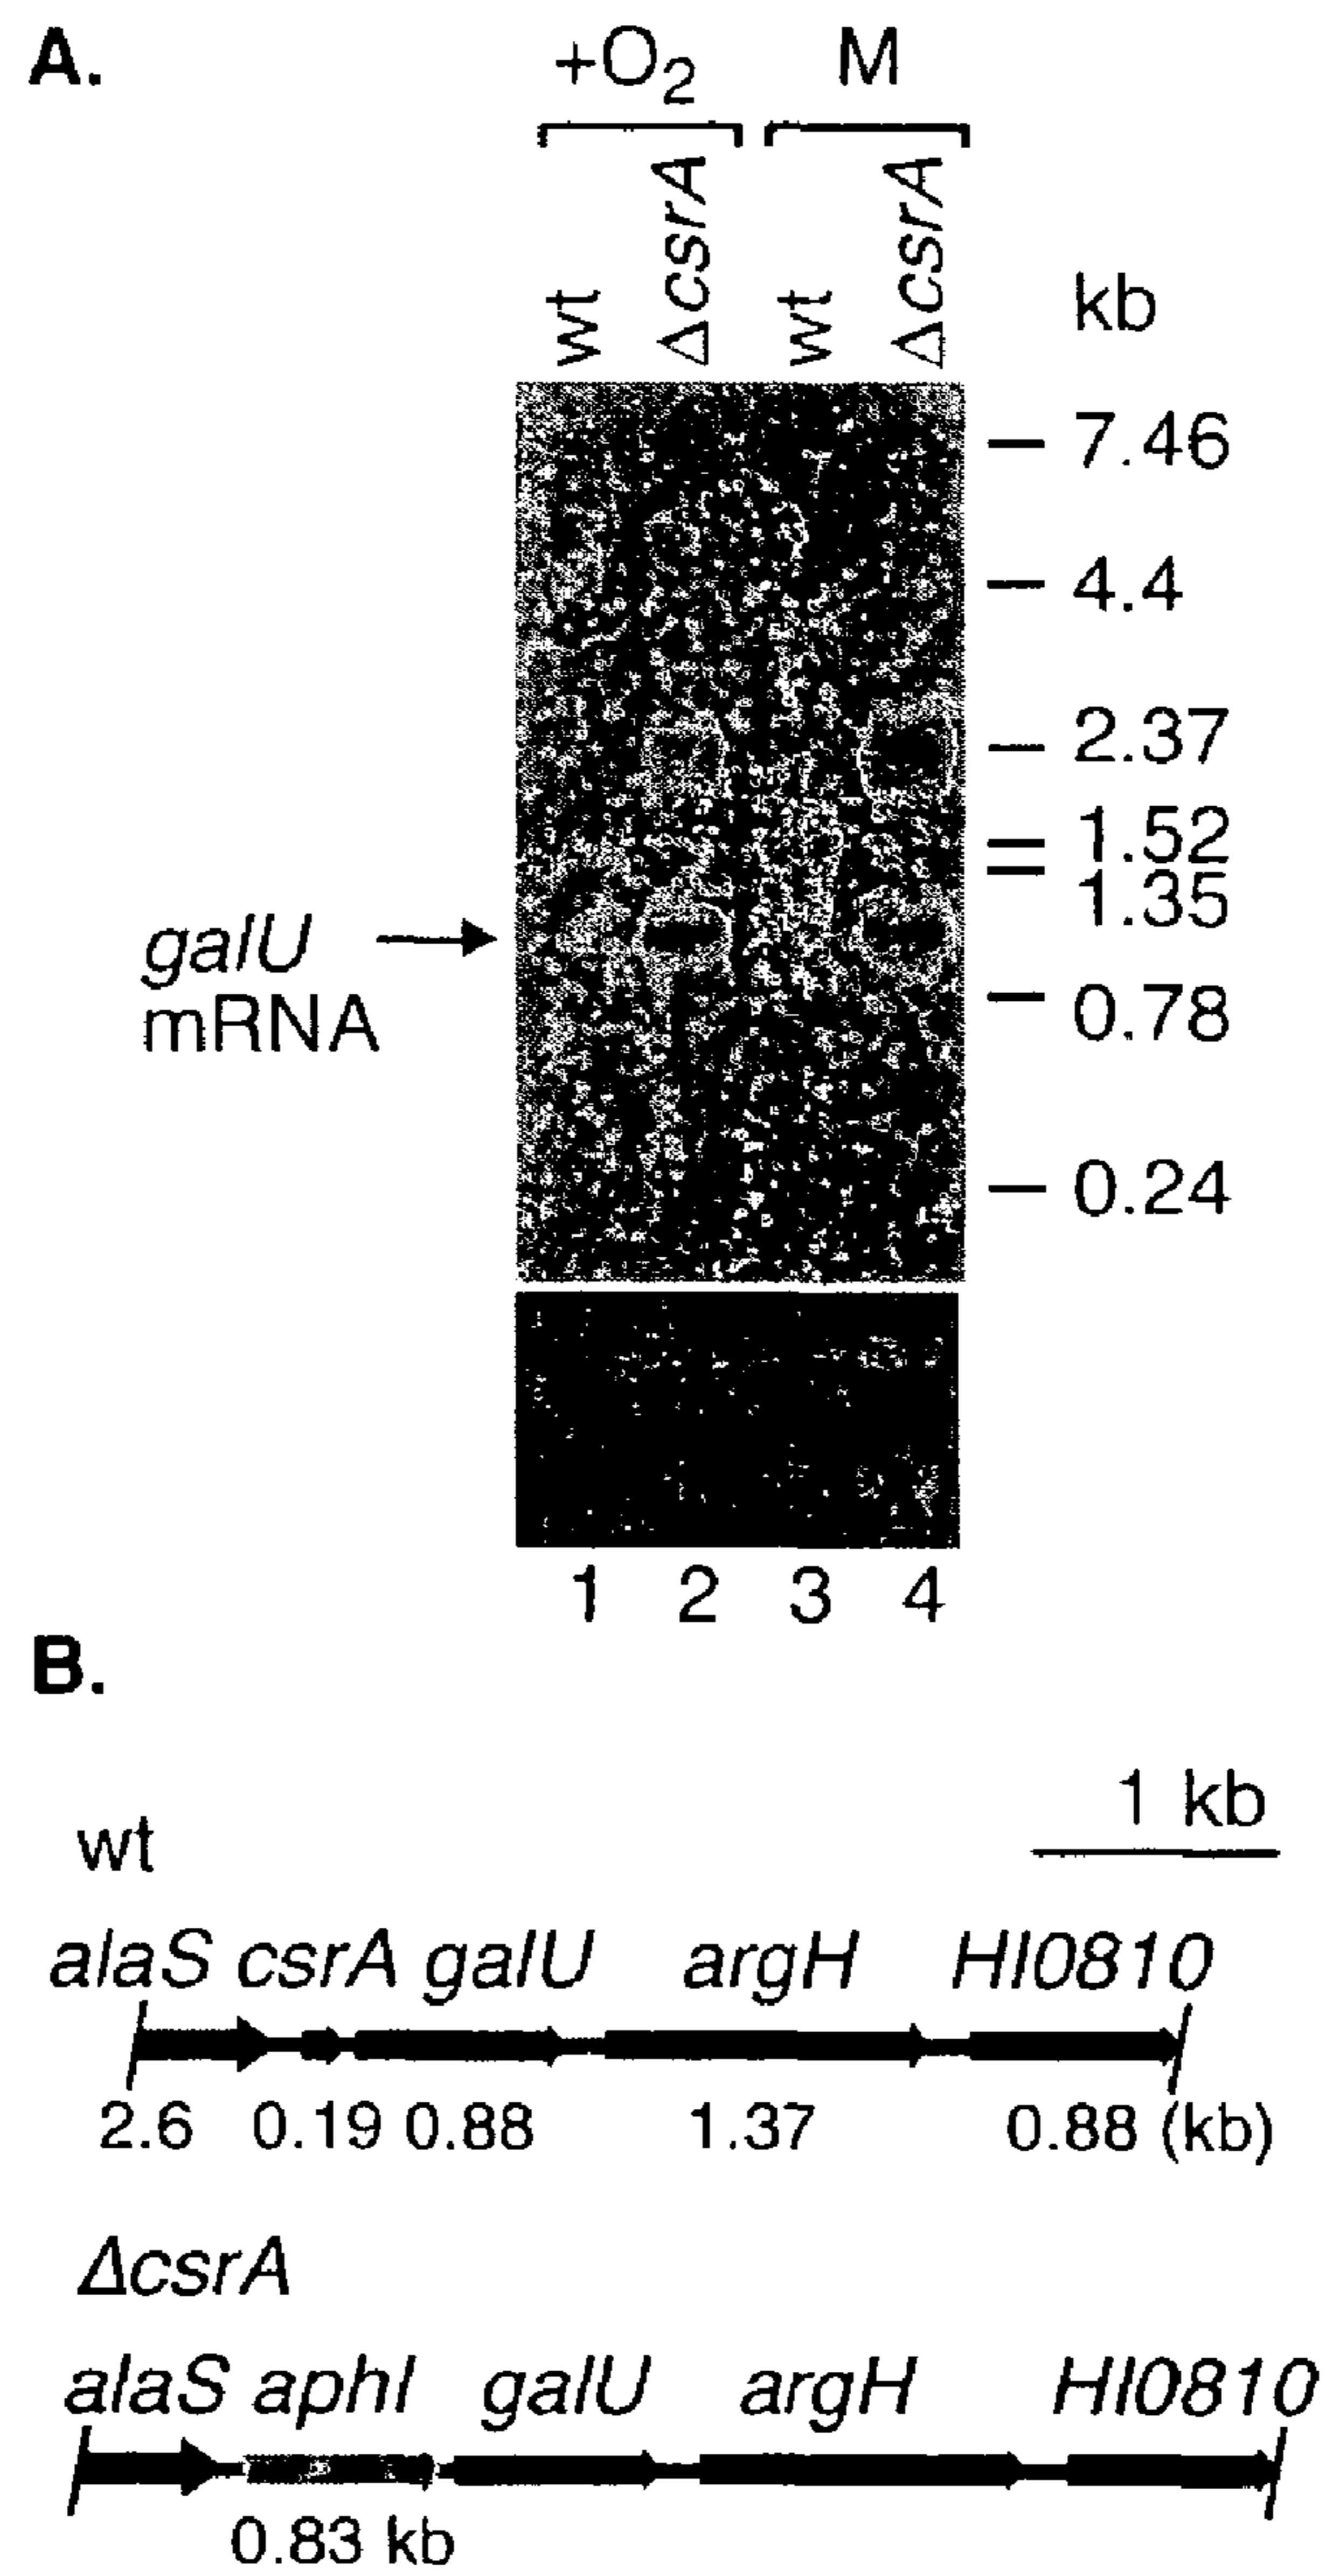 A.
+O2 M
wt ΔcsrA wt ΔcsrA
kb
7.46
4.4
2.37
1.52
1.35
galU
mRNA
0.78
0.24
1 2 3 4
B.
1 kb
wt
alaS csrA galU argH HI0810
2.6 0.19 0.88 1.37 0.88 (kb)
ΔcsrA
alaS aphI galU argH HI0810
0.83 kb